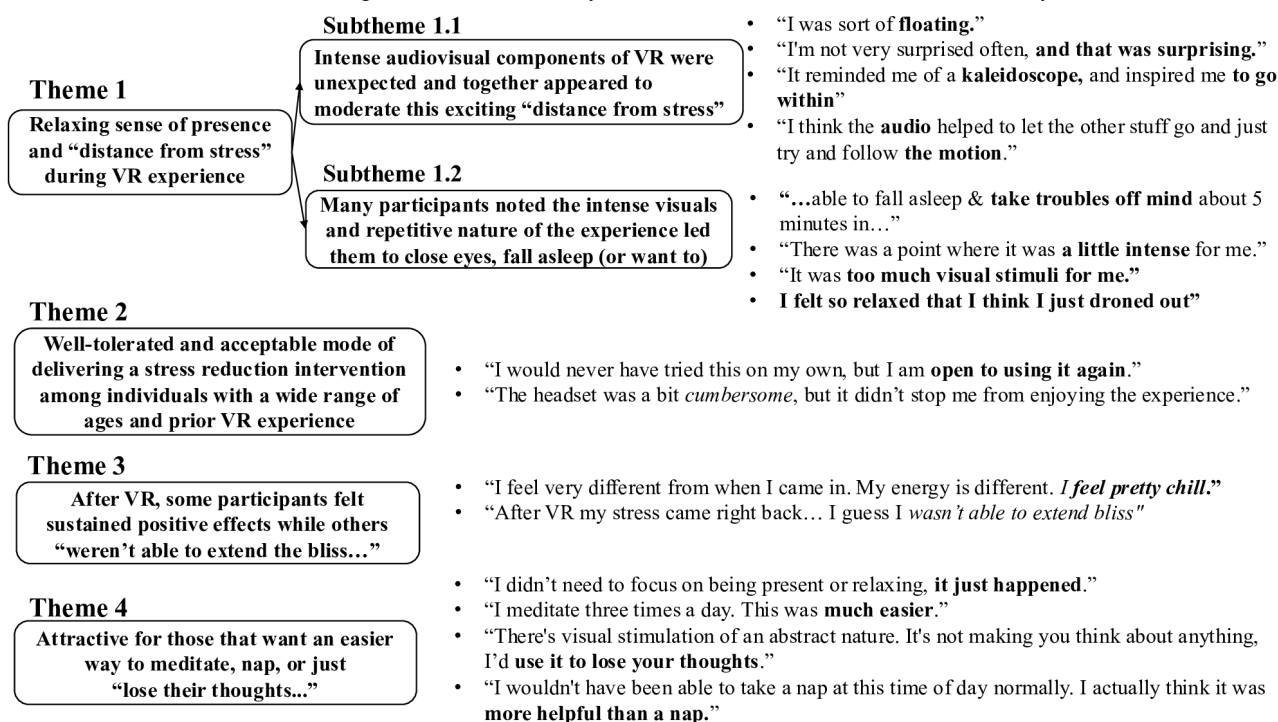 Subtheme 1.1
Intense audiovisual components of VR were
unexpected and together appeared to
moderate this exciting “distance from stress”
• “I was sort of floating.”
• “I'm not very surprised often, and that was surprising.”
• “It reminded me of a kaleidoscope, and inspired me to go
within”
• “I think the audio helped to let the other stuff go and just
try and follow the motion.”
Theme 1
Relaxing sense of presence
and “distance from stress”
during VR experience
Subtheme 1.2
Many participants noted the intense visuals
and repetitive nature of the experience led
them to close eyes, fall asleep (or want to)
• “…able to fall asleep & take troubles off mind about 5
minutes in…”
• “There was a point where it was a little intense for me.”
• “It was too much visual stimuli for me.”
• I felt so relaxed that I think I just droned out”
Theme 2
Well-tolerated and acceptable mode of
delivering a stress reduction intervention
among individuals with a wide range of
ages and prior VR experience
• “I would never have tried this on my own, but I am open to using it again.”
• “The headset was a bit cumbersome, but it didn’t stop me from enjoying the experience.”
Theme 3
After VR, some participants felt
sustained positive effects while others
“weren’t able to extend the bliss…”
• “I feel very different from when I came in. My energy is different. I feel pretty chill.”
• “After VR my stress came right back… I guess I wasn’t able to extend bliss"
Theme 4
Attractive for those that want an easier
way to meditate, nap, or just
“lose their thoughts...”
• “I didn’t need to focus on being present or relaxing, it just happened.”
• “I meditate three times a day. This was much easier.”
• “There's visual stimulation of an abstract nature. It's not making you think about anything,
I’d use it to lose your thoughts.”
• “I wouldn't have been able to take a nap at this time of day normally. I actually think it was
more helpful than a nap.”